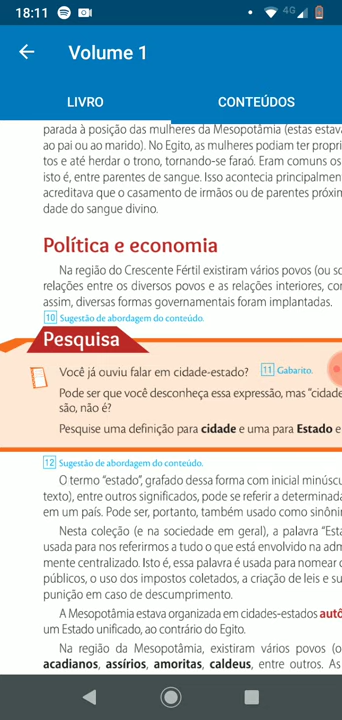 18:11
4G
Volume 1
LIVRO CONTEÚDOS
parada à posição das mulheres da Mesopotâmia (estas estav
ao pai ou ao marido). No Egito, as mulheres podiam ter propri
tos e até herdar o trono, tornando-se faraó. Eram comuns os
isto é, entre parentes de sangue. Isso acontecia principalmen
acreditava que o casamento de irmãos ou de parentes próxim
dade do sangue divino.
Política e economia
Na região do Crescente Fértil existiram vários povos (ou so
relações entre os diversos povos e as relações interiores, con
assim, diversas formas governamentais foram implantadas.
10 Sugestão de abordagem do conteúdo.
Pesquisa
Você já ouviu falar em cidade-estado? 11 Gabarito.
Pode ser que você desconheça essa expressão, mas “cidade
são, não é?
Pesquise uma definição para cidade e uma para Estado e
12 Sugestão de abordagem do conteúdo.
O termo “estado”, grafado dessa forma com inicial minúscu
texto), entre outros significados, pode se referir a determinada
em um país. Pode ser, portanto, também usado como sinônir
Nesta coleção (e na sociedade em geral), a palavra “Esta
usada para nos referirmos a tudo o que está envolvido na adm
mente centralizado. Isto é, essa palavra é usada para nomear o
públicos, o uso dos impostos coletados, a criação de leis e su
punição em caso de descumprimento.
A Mesopotâmia estava organizada em cidades-estados autô
um Estado unificado, ao contrário do Egito.
Na região da Mesopotâmia, existiram vários povos (o
acadianos, assírios, amoritas, caldeus, entre outros. As